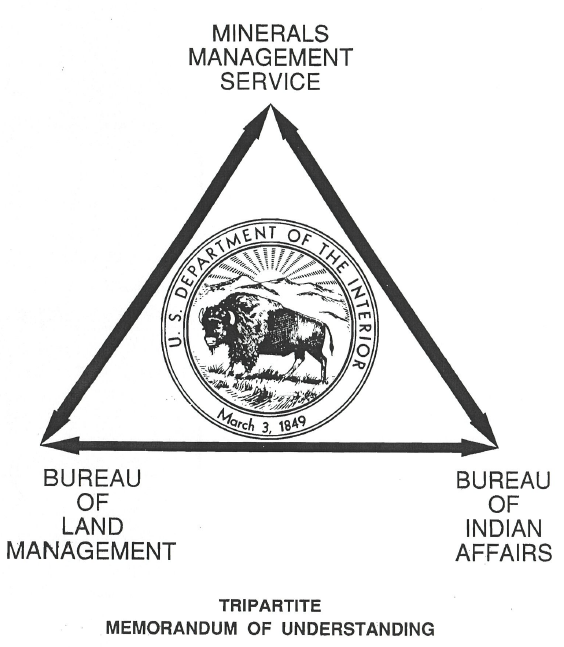 MINERALS
MANAGEMENT
SERVICE
U. S. DEPARTMENT OF THE INTERIOR
March 3, 1849
BUREAU
OF
LAND
MANAGEMENT
BUREAU
OF
INDIAN
AFFAIRS
TRIPARTITE
MEMORANDUM OF UNDERSTANDING